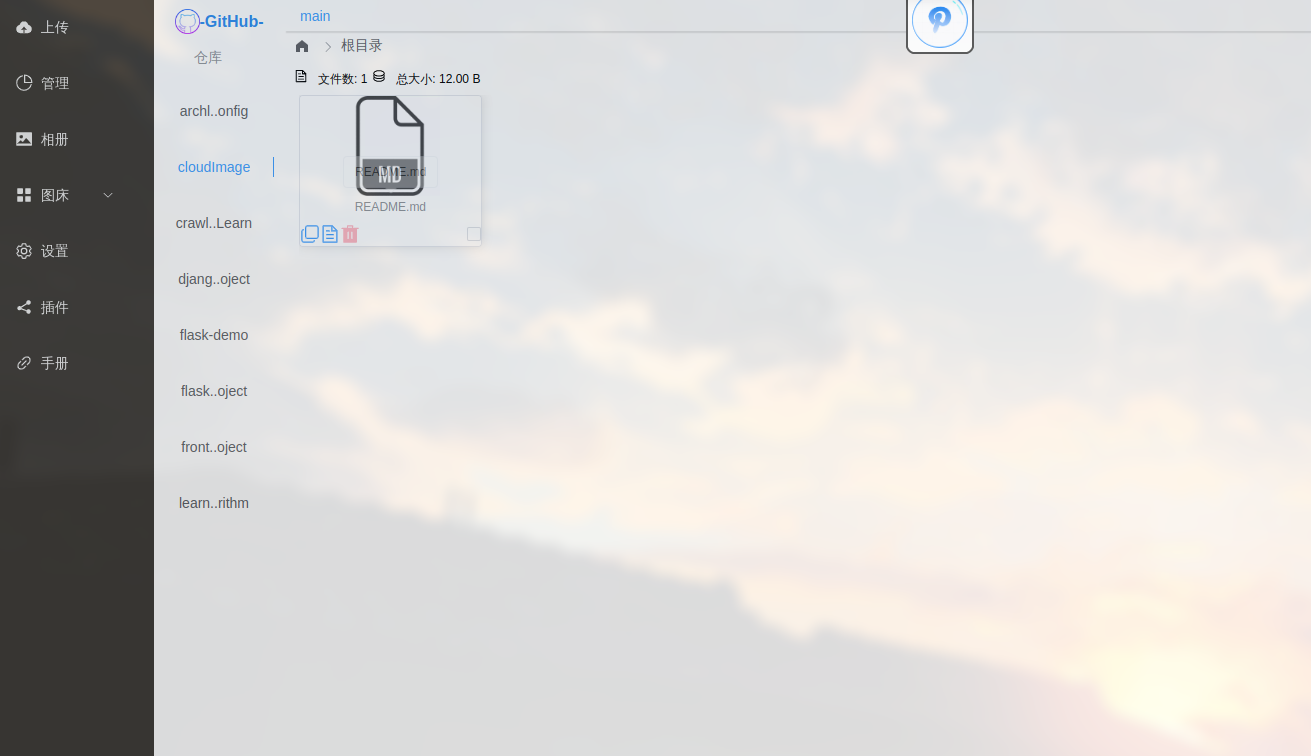 上传
管理
相册
图床
设置
插件
手册
-GitHub-
仓库
archl..onfig
cloudImage
crawl..Learn
djang..oject
flask-demo
flask..oject
front..oject
learn..rithm
main
根目录
文件数: 1 总大小: 12.00 B
MD
README.md
README.md